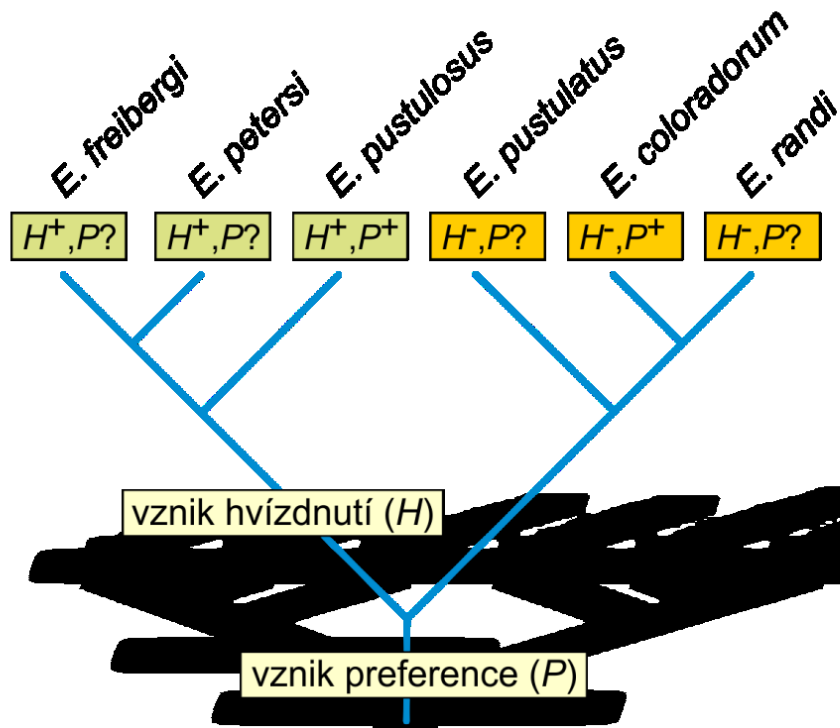 E. freibergi
E. petersi
E. pustulosus
E. pustulatus
E. coloradorum
E. randi
H⁺,P?
H⁺,P?
H⁺,P⁺
H⁻,P?
H⁻,P⁺
H⁻,P?
vznik hvízdnutí (H)
vznik preference (P)